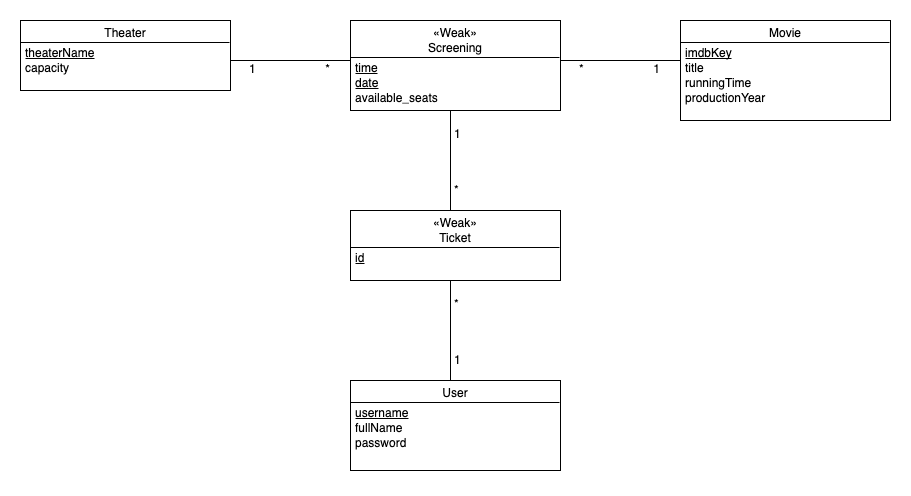 Theater
theaterName
capacity
1
*
«Weak»
Screening
time
date
available_seats
*
1
Movie
imdbKey
title
runningTime
productionYear
1
*
«Weak»
Ticket
id
*
1
User
username
fullName
password